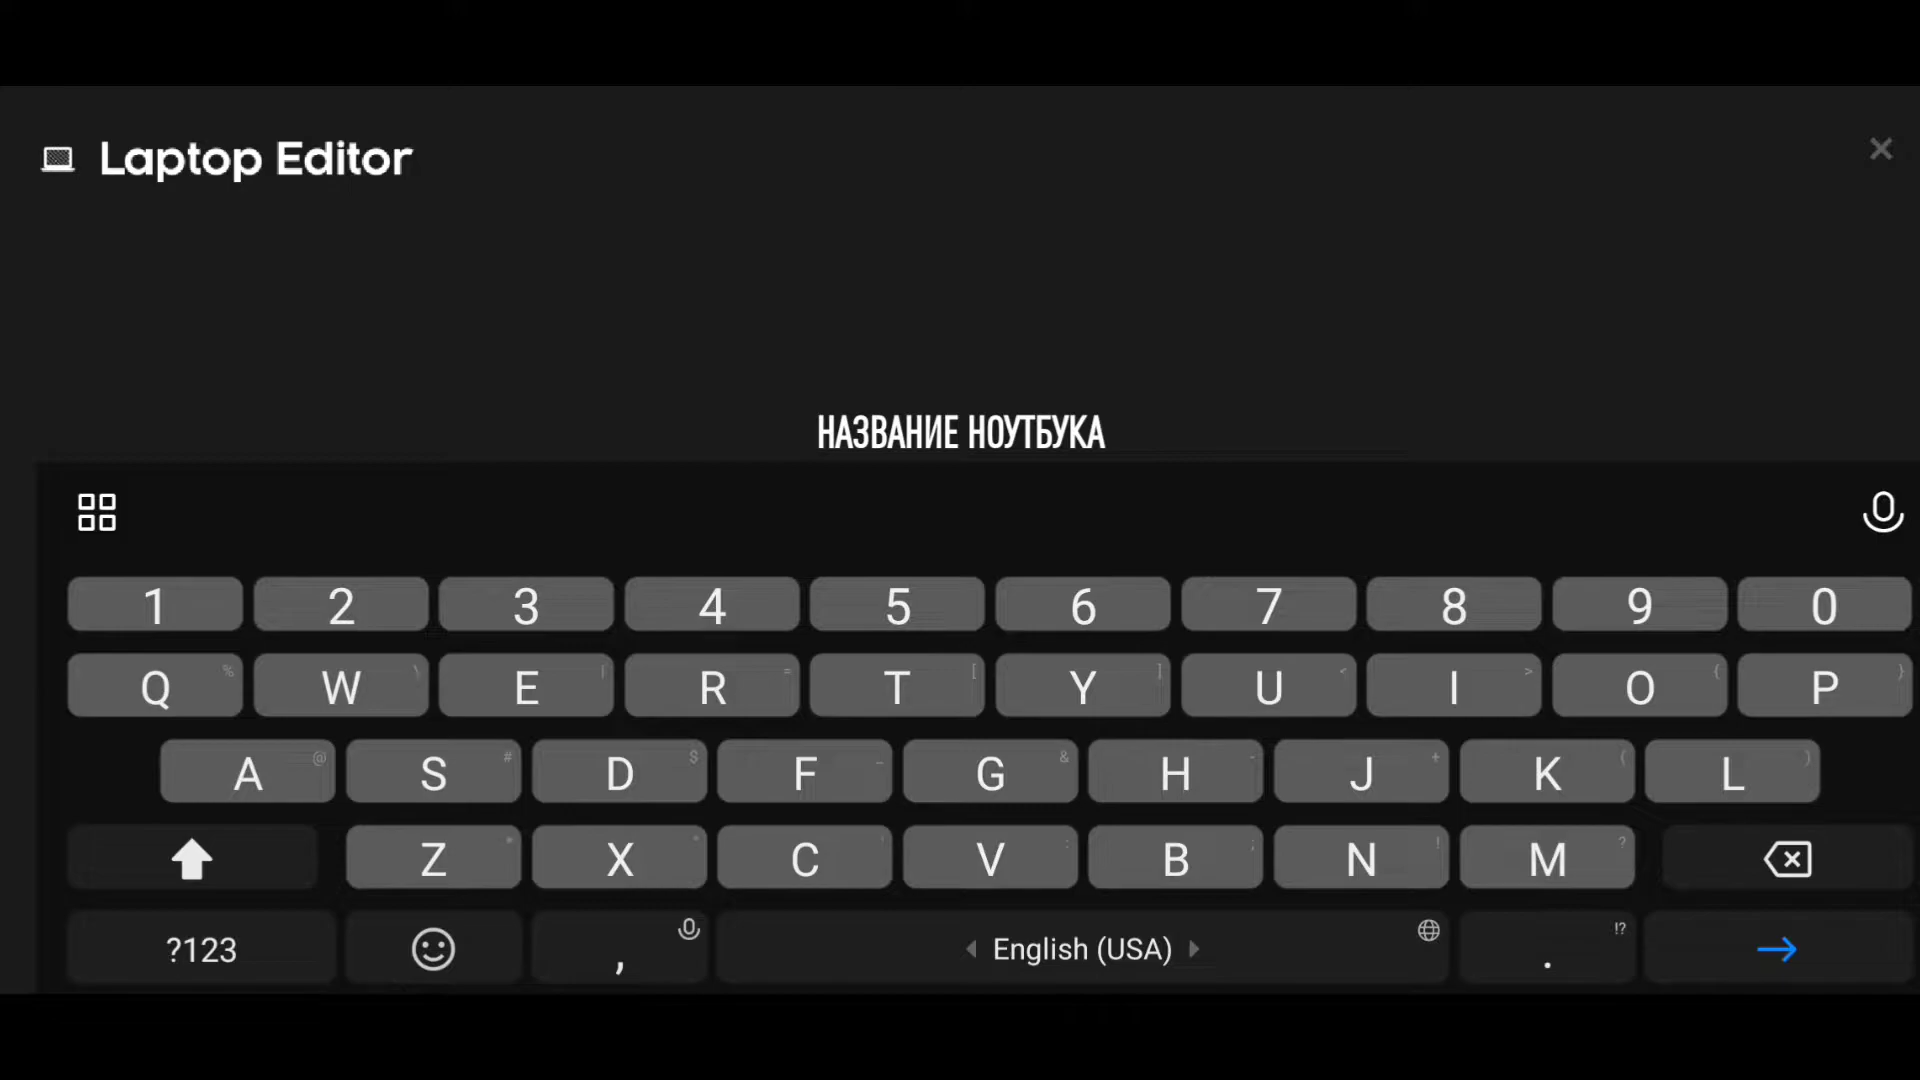 Laptop Editor
НАЗВАНИЕ НОУТБУКА
1 2 3 4 5 6 7 8 9 0
Q % W \ E | R = T [ Y ] U < I > O { P }
A @ S # D $ F _ G & H - J + K ( L )
Z * X " C ' V : B ; N ! M ?
?123 , English (USA) . !?